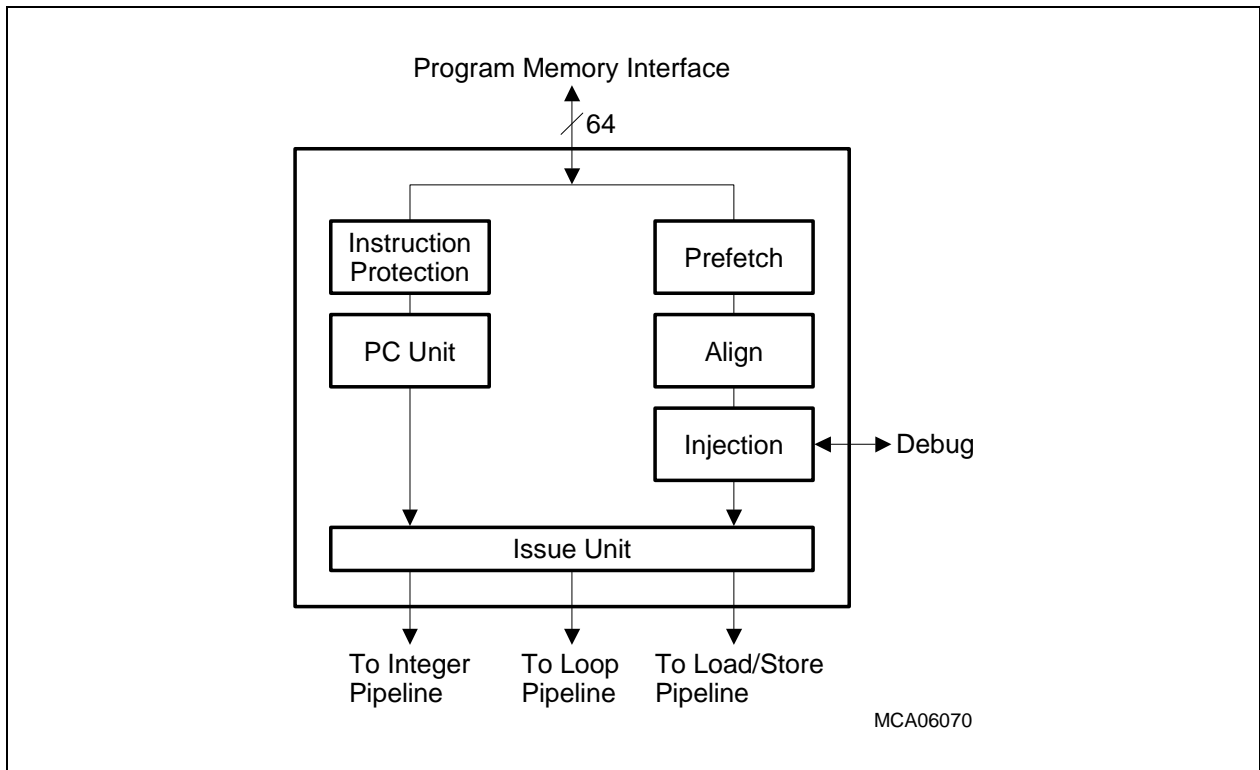 Program Memory Interface
64
Instruction
Protection
Prefetch
PC Unit
Align
Injection
Debug
Issue Unit
To Integer
Pipeline
To Loop
Pipeline
To Load/Store
Pipeline
MCA06070